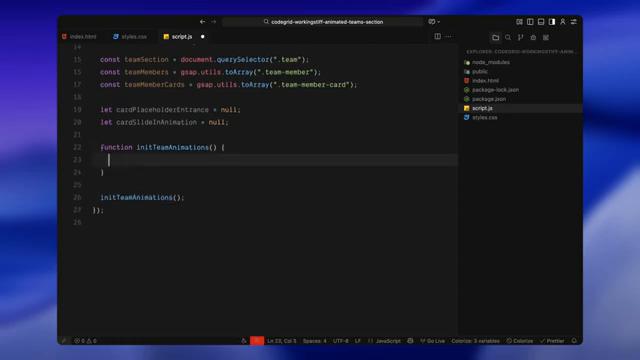 codegrid-workingstiff-animated-teams-section
index.html
styles.css
script.js
EXPLORER: CODEGRID-WORKINGSTIFF-ANIM...
node_modules
public
index.html
package-lock.json
package.json
script.js
styles.css
14
15 const teamSection = document.querySelector(".team");
16 const teamMembers = gsap.utils.toArray(".team-member");
17 const teamMemberCards = gsap.utils.toArray(".team-member-card");
18
19 let cardPlaceholderEntrance = null;
20 let cardSlideInAnimation = null;
21
22 function initTeamAnimations() {
23
24 }
25
26 initTeamAnimations();
27 });
28
0 0
Ln 23, Col 5
Spaces: 4
UTF-8
LF
{} JavaScript
Go Live
Colorize: 3 variables
Colorize
Prettier